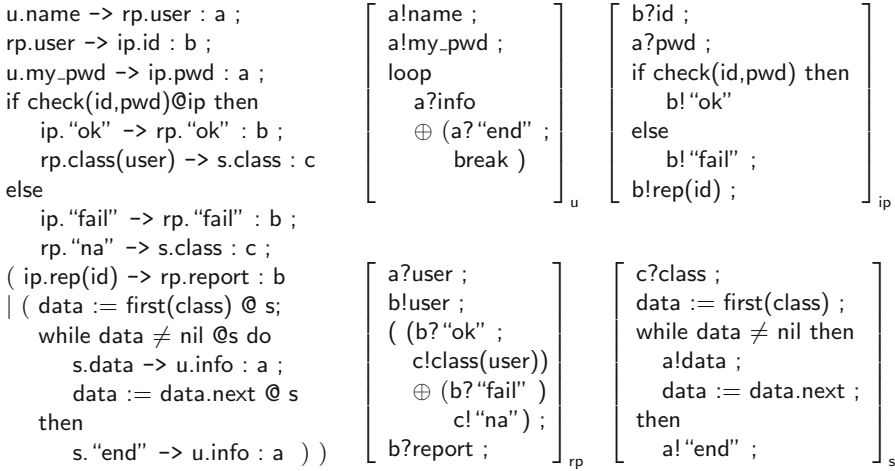 u.name -> rp.user : a ;
rp.user -> ip.id : b ;
u.my_pwd -> ip.pwd : a ;
if check(id,pwd)@ip then
ip. “ok” -> rp. “ok” : b ;
rp.class(user) -> s.class : c
else
ip. “fail” -> rp. “fail” : b ;
rp. “na” -> s.class : c ;
( ip.rep(id) -> rp.report : b
| ( data := first(class) @ s;
while data ≠ nil @s do
s.data -> u.info : a ;
data := data.next @ s
then
s. “end” -> u.info : a ) )
a!name ;
a!my_pwd ;
loop
a?info
⊕ (a? “end” ;
break )
u
b?id ;
a?pwd ;
if check(id,pwd) then
b! “ok”
else
b! “fail” ;
b!rep(id) ;
ip
a?user ;
b!user ;
( (b? “ok” ;
c!class(user))
⊕ (b? “fail” )
c! “na” ) ;
b?report ;
rp
c?class ;
data := first(class) ;
while data ≠ nil then
a!data ;
data := data.next ;
then
a! “end” ;
s